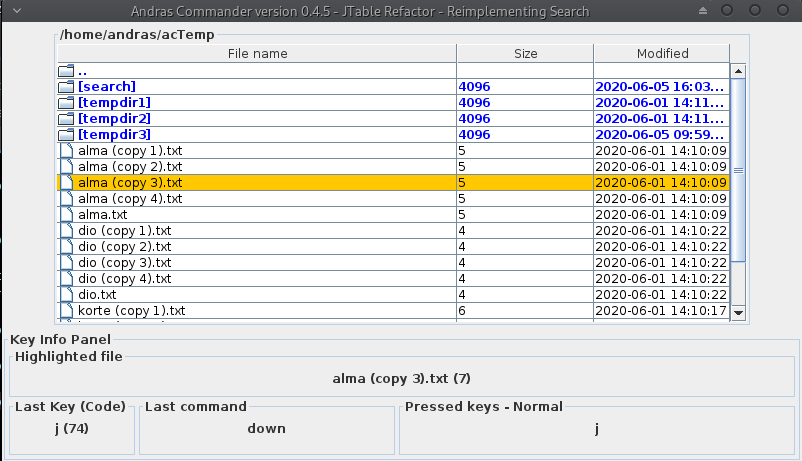 Andras Commander version 0.4.5 - JTable Refactor - Reimplementing Search
/home/andras/acTemp
File name Size Modified
..
[search] 4096 2020-06-05 16:03...
[tempdir1] 4096 2020-06-01 14:11...
[tempdir2] 4096 2020-06-01 14:11...
[tempdir3] 4096 2020-06-05 09:59...
alma (copy 1).txt 5 2020-06-01 14:10:09
alma (copy 2).txt 5 2020-06-01 14:10:09
alma (copy 3).txt 5 2020-06-01 14:10:09
alma (copy 4).txt 5 2020-06-01 14:10:09
alma.txt 5 2020-06-01 14:10:09
dio (copy 1).txt 4 2020-06-01 14:10:22
dio (copy 2).txt 4 2020-06-01 14:10:22
dio (copy 3).txt 4 2020-06-01 14:10:22
dio (copy 4).txt 4 2020-06-01 14:10:22
dio.txt 4 2020-06-01 14:10:22
korte (copy 1).txt 6 2020-06-01 14:10:17
Key Info Panel
Highlighted file
alma (copy 3).txt (7)
Last Key (Code) Last command Pressed keys - Normal
j (74) down j